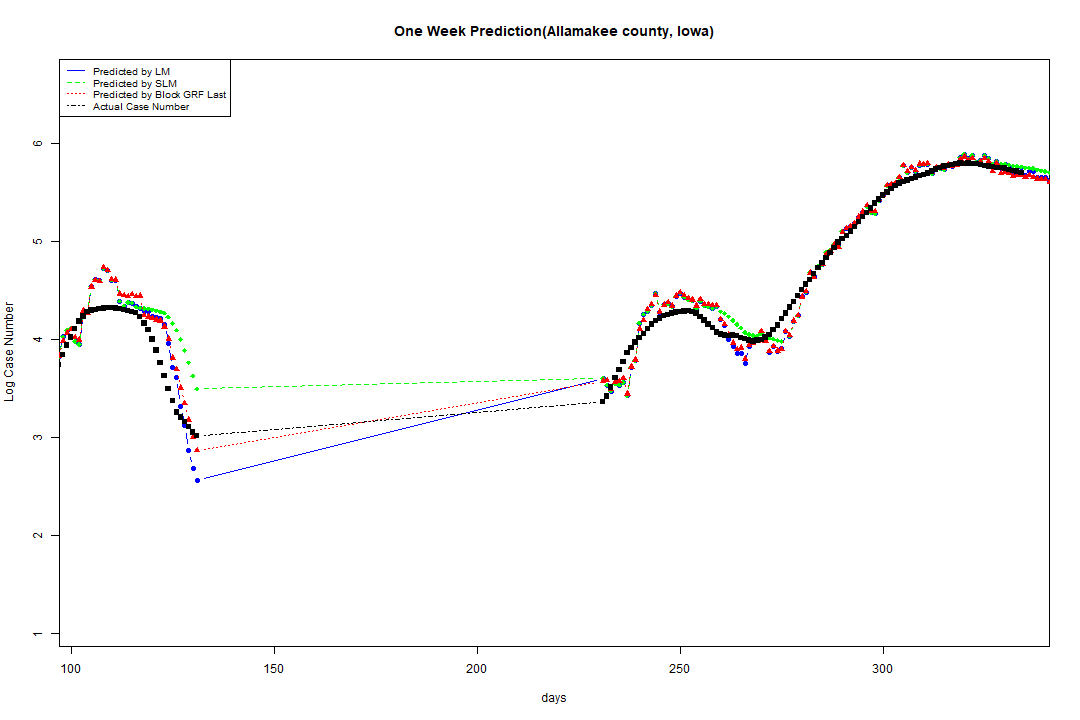 One Week Prediction(Allamakee county, Iowa)
Predicted by LM
Predicted by SLM
Predicted by Block GRF Last
Actual Case Number
Log Case Number
6
5
4
3
2
1
100 150 200 250 300
days